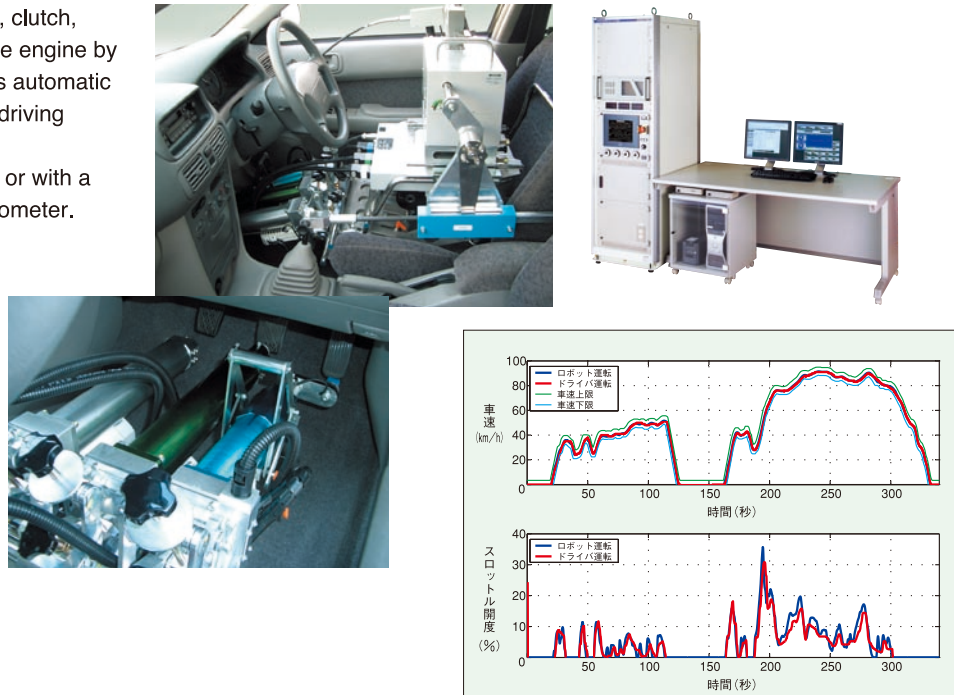 , clutch,
e engine by
s automatic
driving
or with a
ometer.
100
80
60
40
20
0
車速
(km/h)
ロボット運転
ドライバ運転
車速上限
車速下限
50 100 150 200 250 300
時間(秒)
40
30
20
10
0
スロットル開度
(%)
ロボット運転
ドライバ運転
50 100 150 200 250 300
時間(秒)